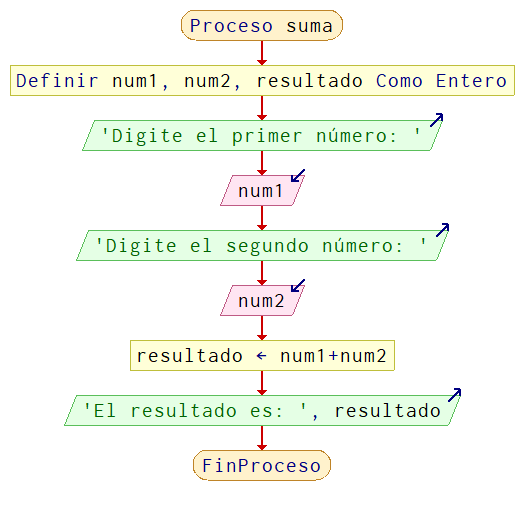 Proceso suma
Definir num1, num2, resultado Como Entero
'Digite el primer número: '
num1
'Digite el segundo número: '
num2
resultado ← num1+num2
'El resultado es: ', resultado
FinProceso